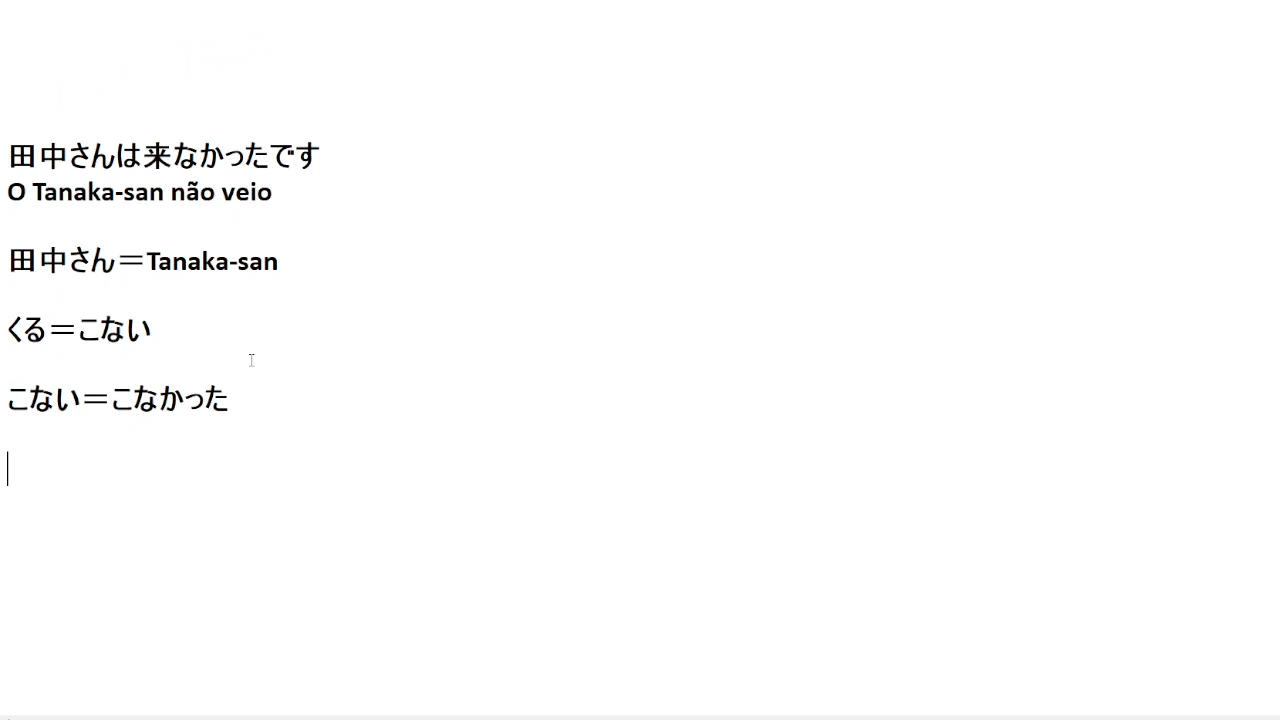 田中さんは来なかったです
O Tanaka-san não veio
田中さん＝Tanaka-san
くる＝こない
こない＝こなかった